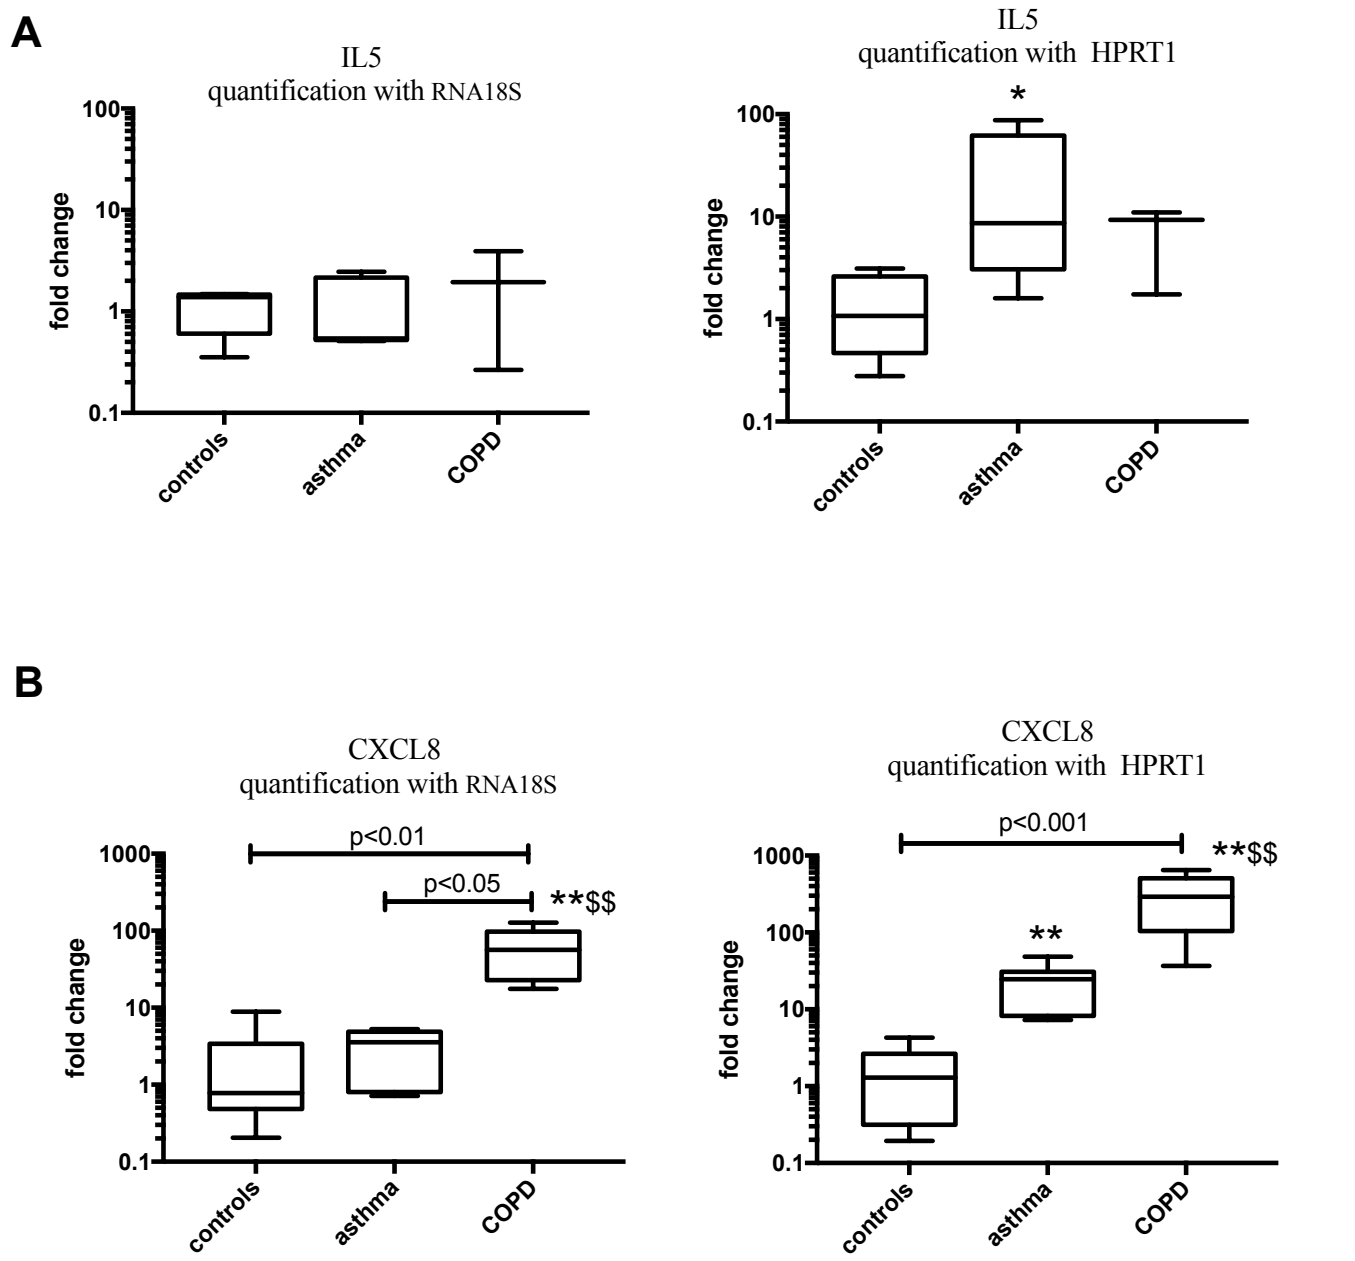 A
IL5
quantification with RNA18S
100
10
1
0.1
fold change
controls
asthma
COPD
IL5
quantification with HPRT1
*
100
10
1
0.1
fold change
controls
asthma
COPD
B
CXCL8
quantification with RNA18S
p<0.01
p<0.05
**$$
1000
100
10
1
0.1
fold change
controls
asthma
COPD
CXCL8
quantification with HPRT1
p<0.001
**$$
**
1000
100
10
1
0.1
fold change
controls
asthma
COPD